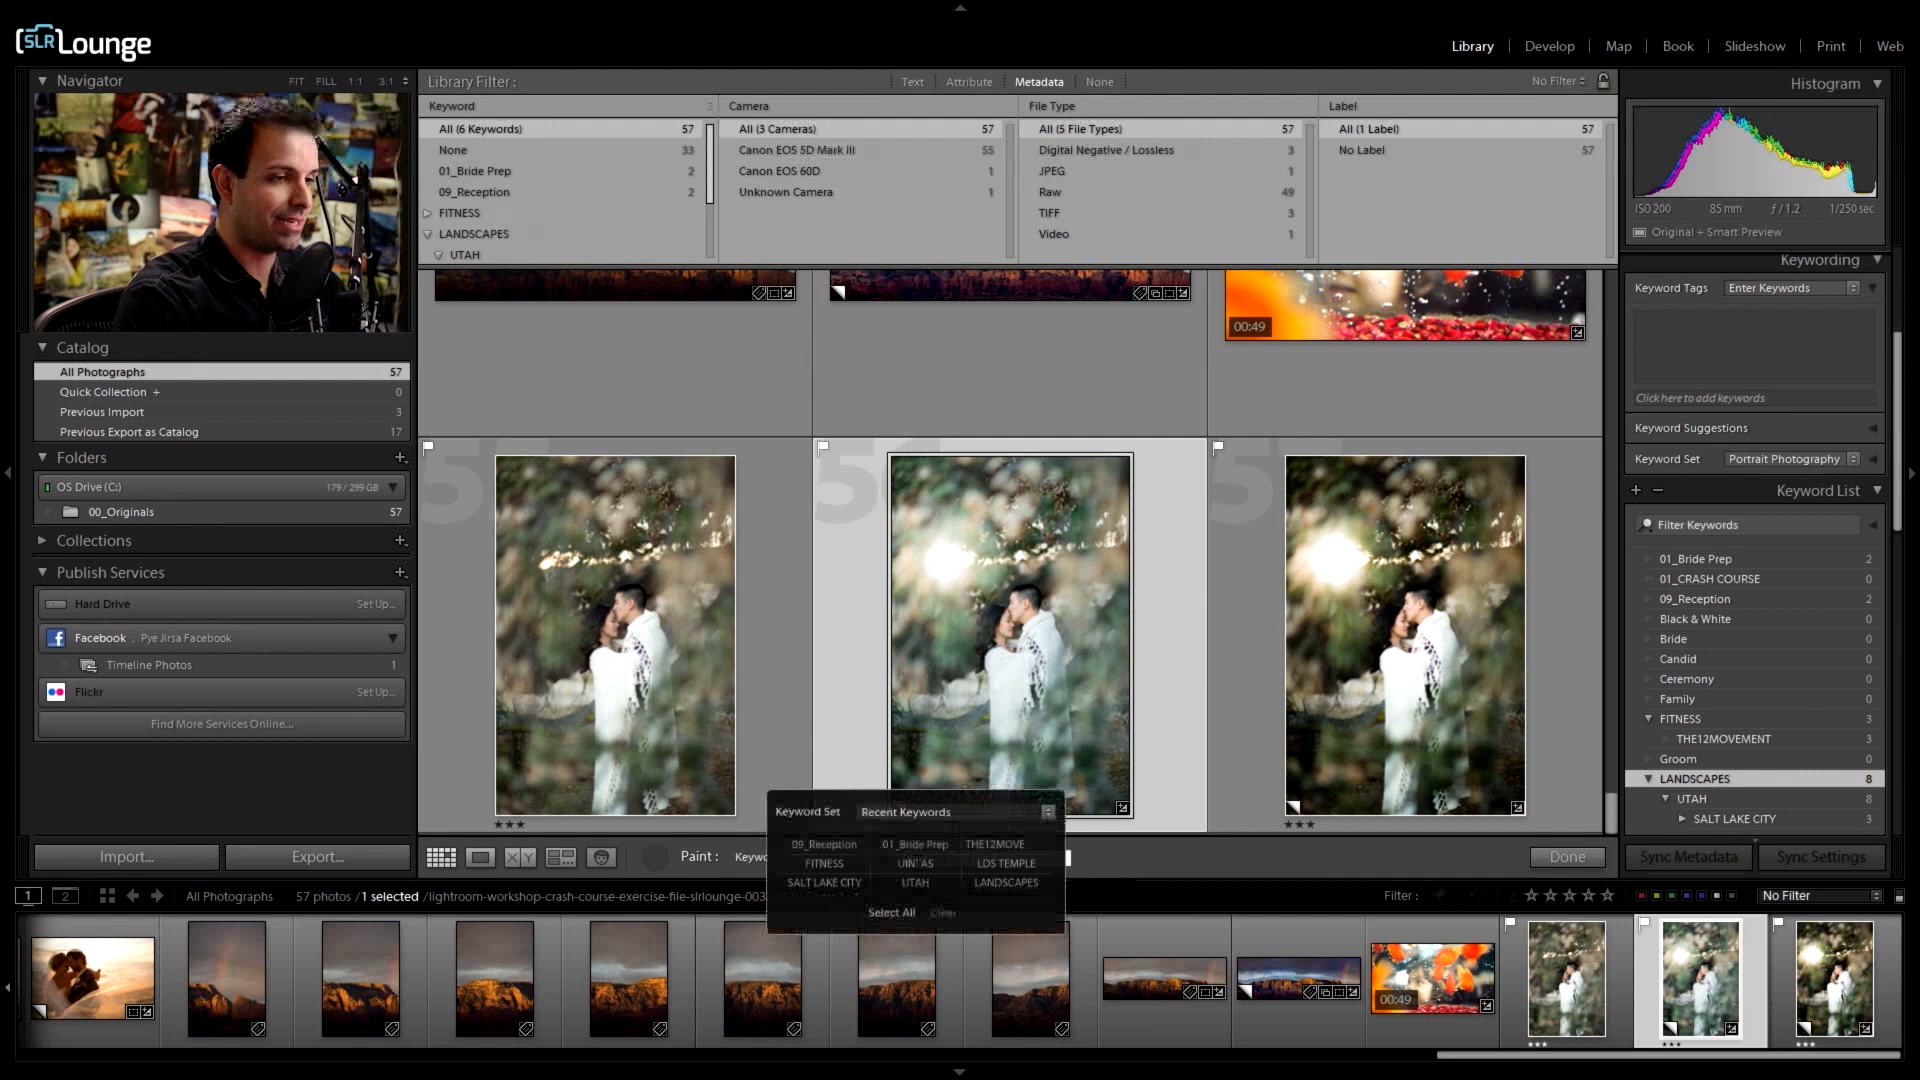 SLR Lounge
Library | Develop | Map | Book | Slideshow | Print | Web
Navigator FIT FILL 1:1 3:1
Library Filter : Text Attribute Metadata None No Filter
Histogram
Keyword Camera File Type Label
All (6 Keywords) 57 All (3 Cameras) 57 All (5 File Types) 57 All (1 Label) 57
None 33 Canon EOS 5D Mark III 55 Digital Negative / Lossless 3 No Label 57
01_Bride Prep 2 Canon EOS 60D 1 JPEG 1
09_Reception 2 Unknown Camera 1 Raw 49
FITNESS TIFF 3
LANDSCAPES Video 1
UTAH
ISO 200 85 mm ƒ / 1.2 1/250 sec
Original + Smart Preview
Keywording
Keyword Tags Enter Keywords
Click here to add keywords
Keyword Suggestions
Keyword Set Portrait Photography
Keyword List
Filter Keywords
01_Bride Prep 2
01_CRASH COURSE 0
09_Reception 2
Black & White 0
Bride 0
Candid 0
Ceremony 0
Family 0
FITNESS 3
THE12MOVEMENT 3
Groom 0
LANDSCAPES 8
UTAH 8
SALT LAKE CITY 3
Sync Metadata Sync Settings
Catalog
All Photographs 57
Quick Collection + 0
Previous Import 3
Previous Export as Catalog 17
Folders
OS Drive (C:) 179 / 299 GB
00_Originals 57
Collections
Publish Services
Hard Drive Set Up...
Facebook : Pye Jirsa Facebook
Timeline Photos 1
Flickr Set Up...
Find More Services Online...
Import... Export...
00:49
56
Keyword Set Recent Keywords
09_Reception 01_Bride Prep THE12MOVE
FITNESS UINTAS LDS TEMPLE
SALT LAKE CITY UTAH LANDSCAPES
Select All Clear
XY Paint : Keywo Done
1 2 All Photographs 57 photos / 1 selected / lightroom-workshop-crash-course-exercise-file-slrlounge-003 Filter : No Filter
00:49